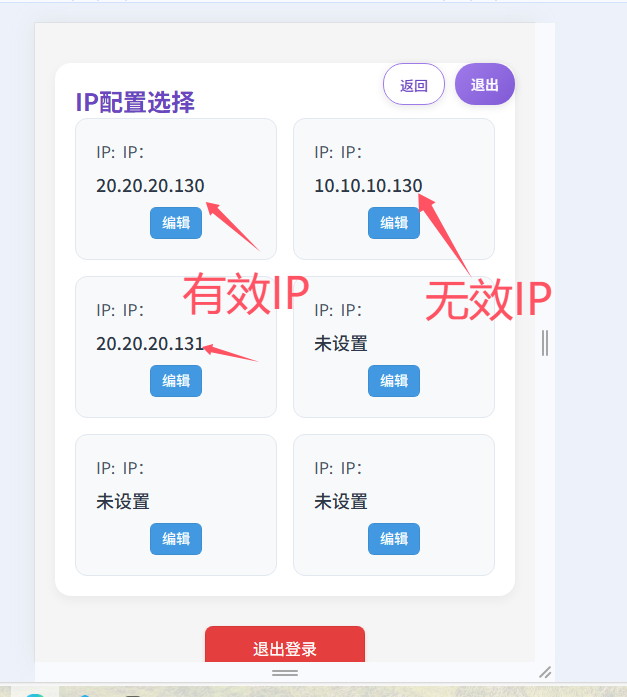 返回
退出
IP配置选择
IP: IP：
20.20.20.130
编辑
IP: IP：
10.10.10.130
编辑
有效IP
无效IP
IP: IP：
20.20.20.131
编辑
IP: IP：
未设置
编辑
IP: IP：
未设置
编辑
IP: IP：
未设置
编辑
退出登录